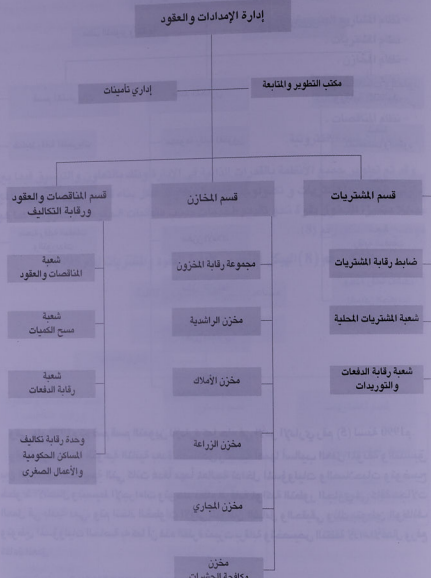 إدارة الإمدادات والعقود
مكتب التطوير والمتابعة
إداري تأمينات
قسم المشتريات
قسم المخازن
قسم المناقصات والعقود
ورقابة التكاليف
ضابط رقابة المشتريات
شعبة المشتريات المحلية
شعبة رقابة الدفعات
والتوريدات
مجموعة رقابة المخزون
مخزن الراشدية
مخزن الأملاك
مخزن الزراعة
مخزن المجاري
مخزن
ومكافحة الحشرات
شعبة
المناقصات والعقود
شعبة
مسح الكميات
شعبة
رقابة الدفعات
وحدة رقابة تكاليف
المساكن الحكومية
والأعمال الصغرى